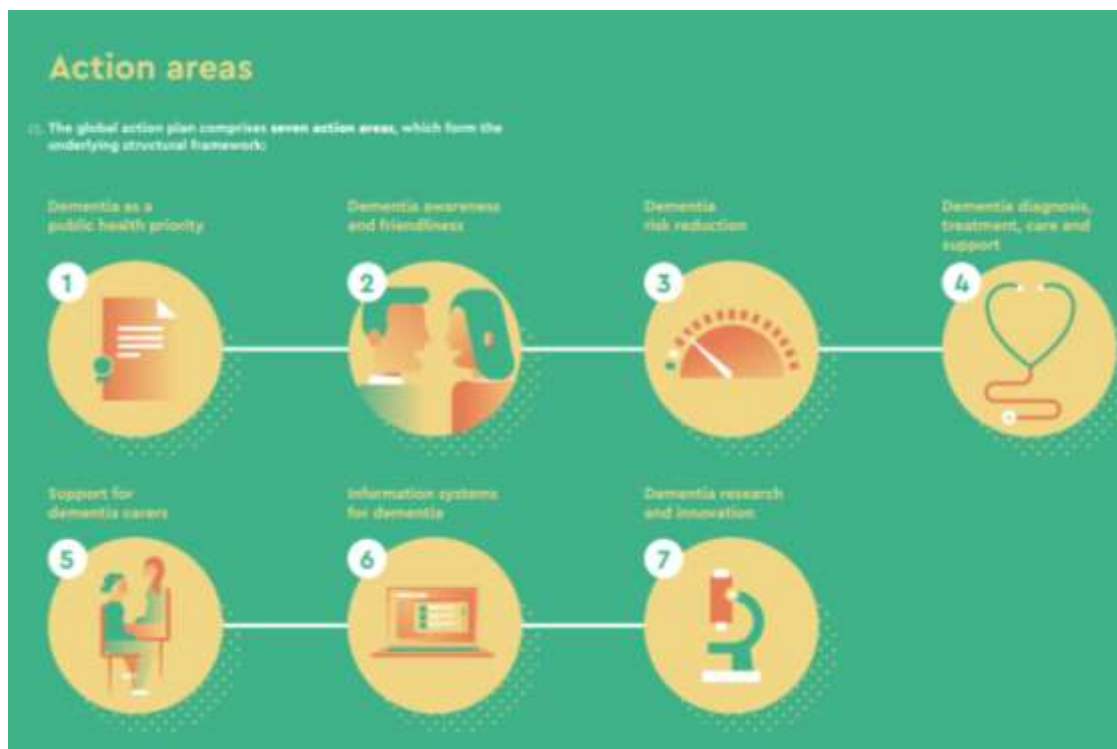 Action areas
The global action plan comprises seven action areas, which form the
underlying structural framework:
Dementia as a
public health priority
Dementia awareness
and friendliness
Dementia
risk reduction
Dementia diagnosis,
treatment, care and
support
1
2
3
4
Support for
dementia carers
Information systems
for dementia
Dementia research
and innovation
5
6
7